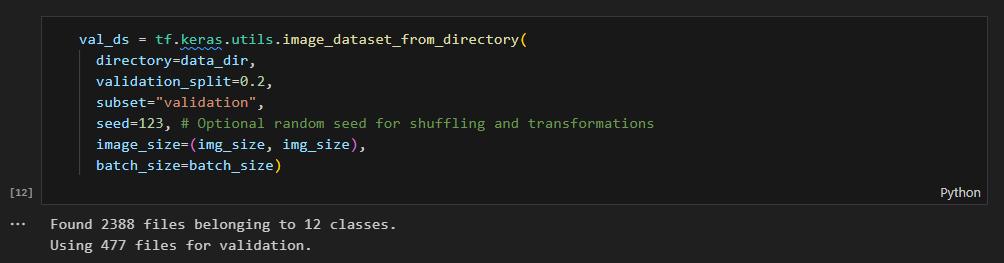 val_ds = tf.keras.utils.image_dataset_from_directory(
  directory=data_dir,
  validation_split=0.2,
  subset="validation",
  seed=123, # Optional random seed for shuffling and transformations
  image_size=(img_size, img_size),
  batch_size=batch_size)
[12]
Python
... Found 2388 files belonging to 12 classes.
Using 477 files for validation.